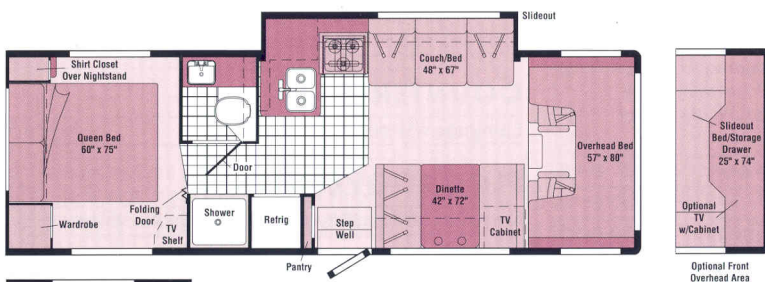 Slideout
Shirt Closet
Over Nightstand
Couch/Bed
48" x 67"
Queen Bed
60" x 75"
Overhead Bed
57" x 80"
Slideout
Bed/Storage
Drawer
25" x 74"
Door
Dinette
42" x 72"
Folding
Door
Shower
Refrig
Step
Well
TV
Cabinet
Wardrobe
TV
Shelf
Optional
TV
w/Cabinet
Pantry
Optional Front
Overhead Area